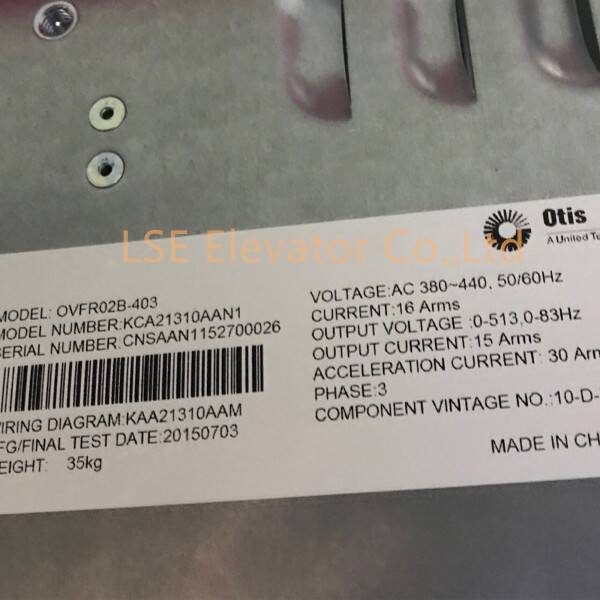 Otis
A United Te
LSE Elevator Co.,Ltd
MODEL: OVFR02B-403
MODEL NUMBER:KCA21310AAN1
SERIAL NUMBER:CNSAAN1152700026
WIRING DIAGRAM:KAA21310AAM
FG/FINAL TEST DATE:20150703
EIGHT: 35kg
VOLTAGE:AC 380~440, 50/60Hz
CURRENT:16 Arms
OUTPUT VOLTAGE :0-513,0-83Hz
OUTPUT CURRENT:15 Arms
ACCELERATION CURRENT: 30 Arm
PHASE:3
COMPONENT VINTAGE NO.:10-D-
MADE IN CH